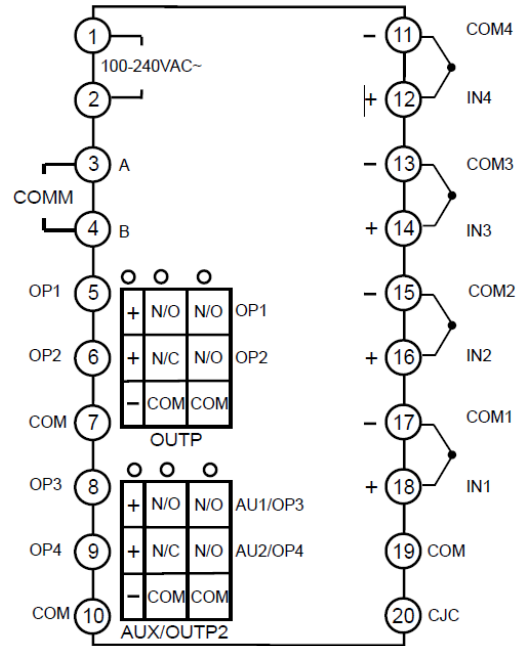 1
100-240VAC~
2
3 A
COMM
4 B
OP1 5
OP2 6
COM 7
OP3 8
OP4 9
COM 10
+ N/O N/O OP1
+ N/C N/O OP2
− COM COM
OUTP
+ N/O N/O AU1/OP3
+ N/C N/O AU2/OP4
− COM COM
AUX/OUTP2
− 11 COM4
+ 12 IN4
− 13 COM3
+ 14 IN3
− 15 COM2
+ 16 IN2
− 17 COM1
+ 18 IN1
19 COM
20 CJC